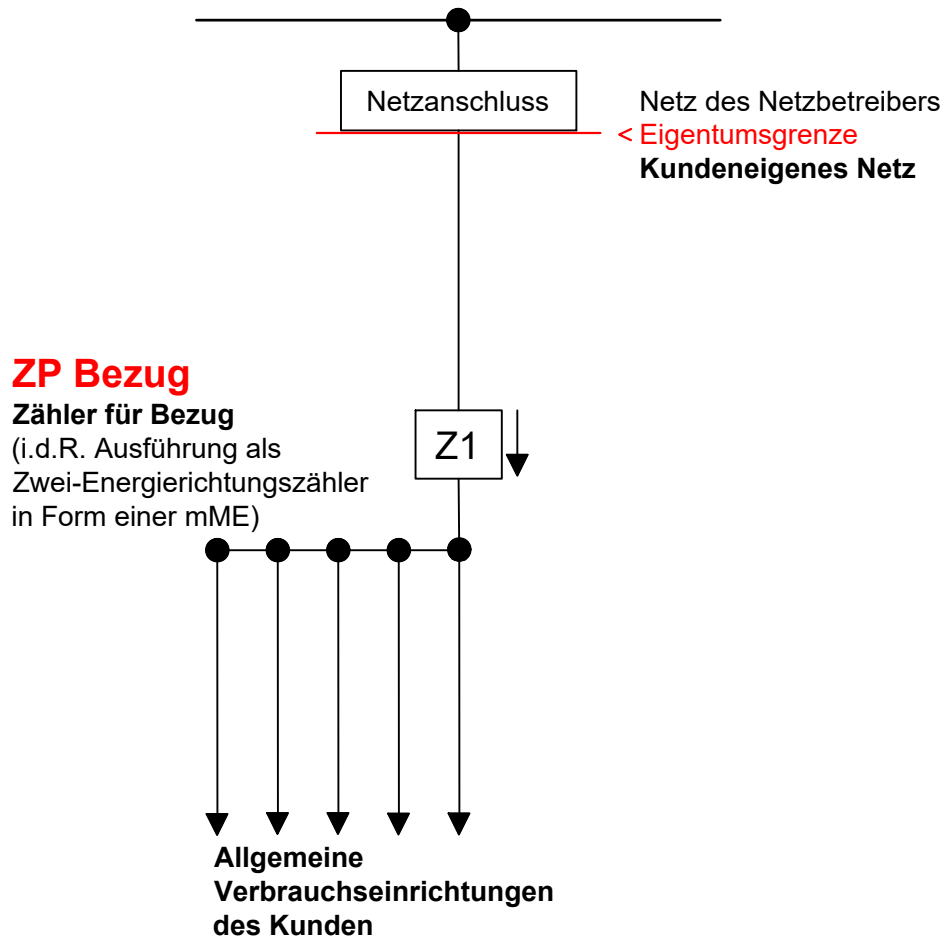 Netzanschluss
Netz des Netzbetreibers
< Eigentumsgrenze
Kundeneigenes Netz
ZP Bezug
Zähler für Bezug
(i.d.R. Ausführung als
Zwei-Energierichtungszähler
in Form einer mME)
Z1
Allgemeine
Verbrauchseinrichtungen
des Kunden